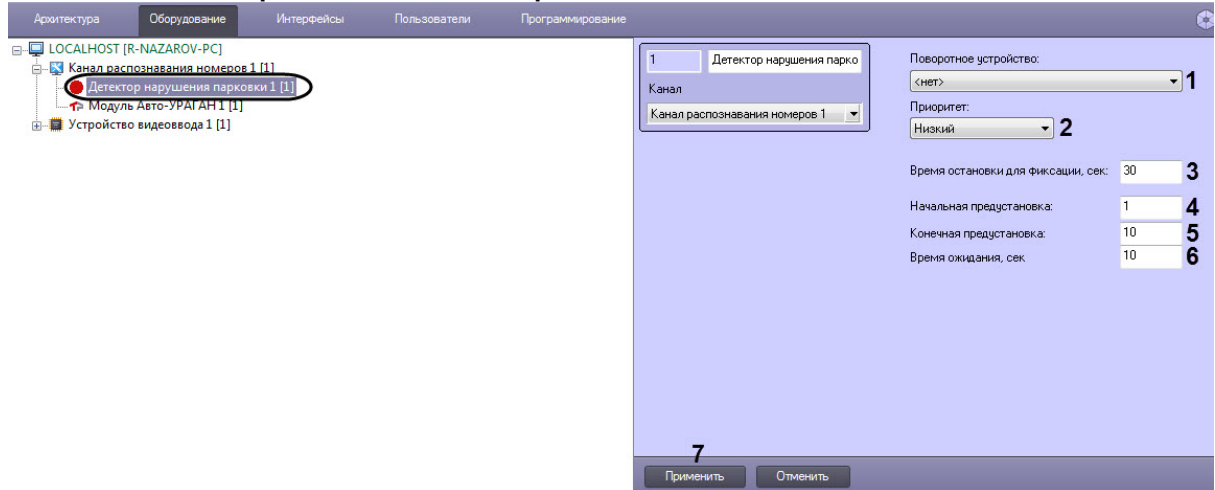 Архитектура Оборудование Интерфейсы Пользователи Программирование
LOCALHOST [R-NAZAROV-PC]
Канал распознавания номеров 1 [1]
Детектор нарушения парковки 1 [1]
Модуль Авто-УРАГАН 1 [1]
Устройство видеоввода 1 [1]
1 Детектор нарушения парко
Канал
Канал распознавания номеров 1
Поворотное устройство:
<нет> 1
Приоритет:
Низкий 2
Время остановки для фиксации, сек: 30 3
Начальная предустановка: 1 4
Конечная предустановка: 10 5
Время ожидания, сек 10 6
7
Применить Отменить